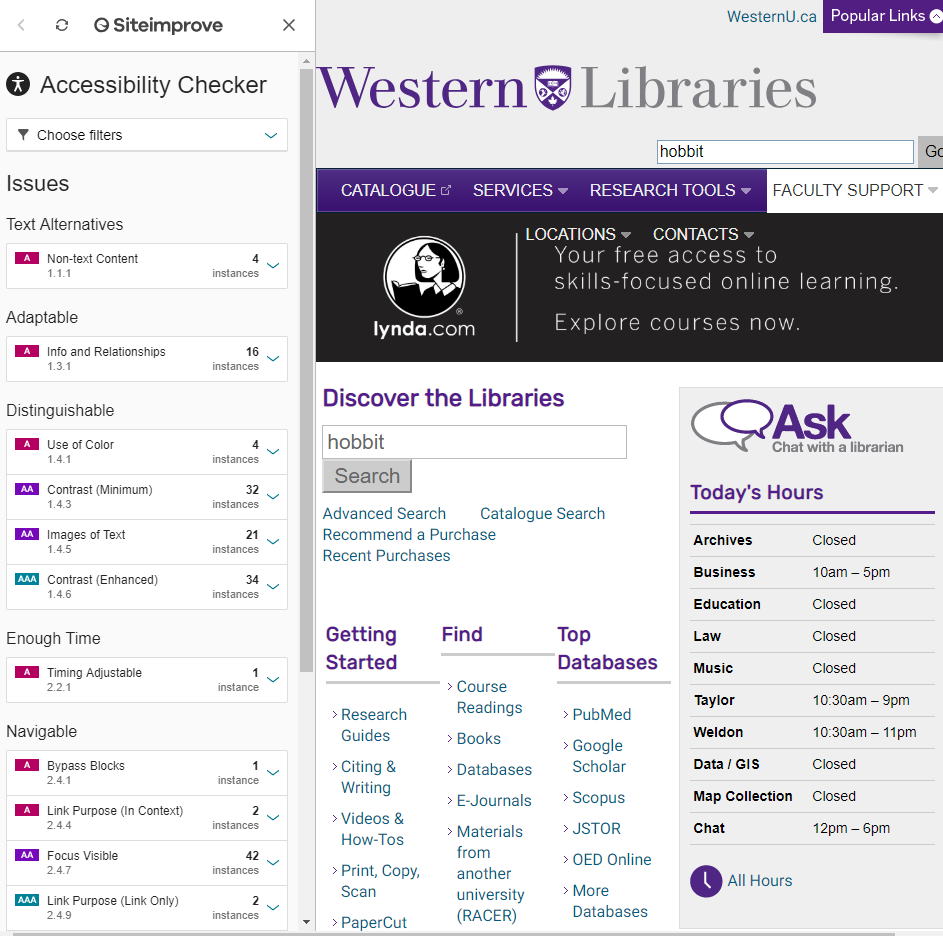 Siteimprove
Accessibility Checker
Choose filters
Issues
Text Alternatives
A Non-text Content 4
1.1.1 instances
Adaptable
A Info and Relationships 16
1.3.1 instances
Distinguishable
A Use of Color 4
1.4.1 instances
AA Contrast (Minimum) 32
1.4.3 instances
AA Images of Text 21
1.4.5 instances
AAA Contrast (Enhanced) 34
1.4.6 instances
Enough Time
A Timing Adjustable 1
2.2.1 instance
Navigable
A Bypass Blocks 1
2.4.1 instance
A Link Purpose (In Context) 2
2.4.4 instances
AA Focus Visible 42
2.4.7 instances
AAA Link Purpose (Link Only) 2
2.4.9 instances
WesternU.ca Popular Links
Western Libraries
hobbit Go
CATALOGUE SERVICES RESEARCH TOOLS FACULTY SUPPORT
LOCATIONS CONTACTS
lynda.com®
Your free access to
skills-focused online learning.
Explore courses now.
Discover the Libraries
hobbit
Search
Advanced Search Catalogue Search
Recommend a Purchase
Recent Purchases
Getting
Started
Research
Guides
Citing &
Writing
Videos &
How-Tos
Print, Copy,
Scan
PaperCut
Find
Course
Readings
Books
Databases
E-Journals
Materials
from
another
university
(RACER)
Top
Databases
PubMed
Google
Scholar
Scopus
JSTOR
OED Online
More
Databases
Ask
Chat with a librarian
Today's Hours
Archives Closed
Business 10am – 5pm
Education Closed
Law Closed
Music Closed
Taylor 10:30am – 9pm
Weldon 10:30am – 11pm
Data / GIS Closed
Map Collection Closed
Chat 12pm – 6pm
All Hours